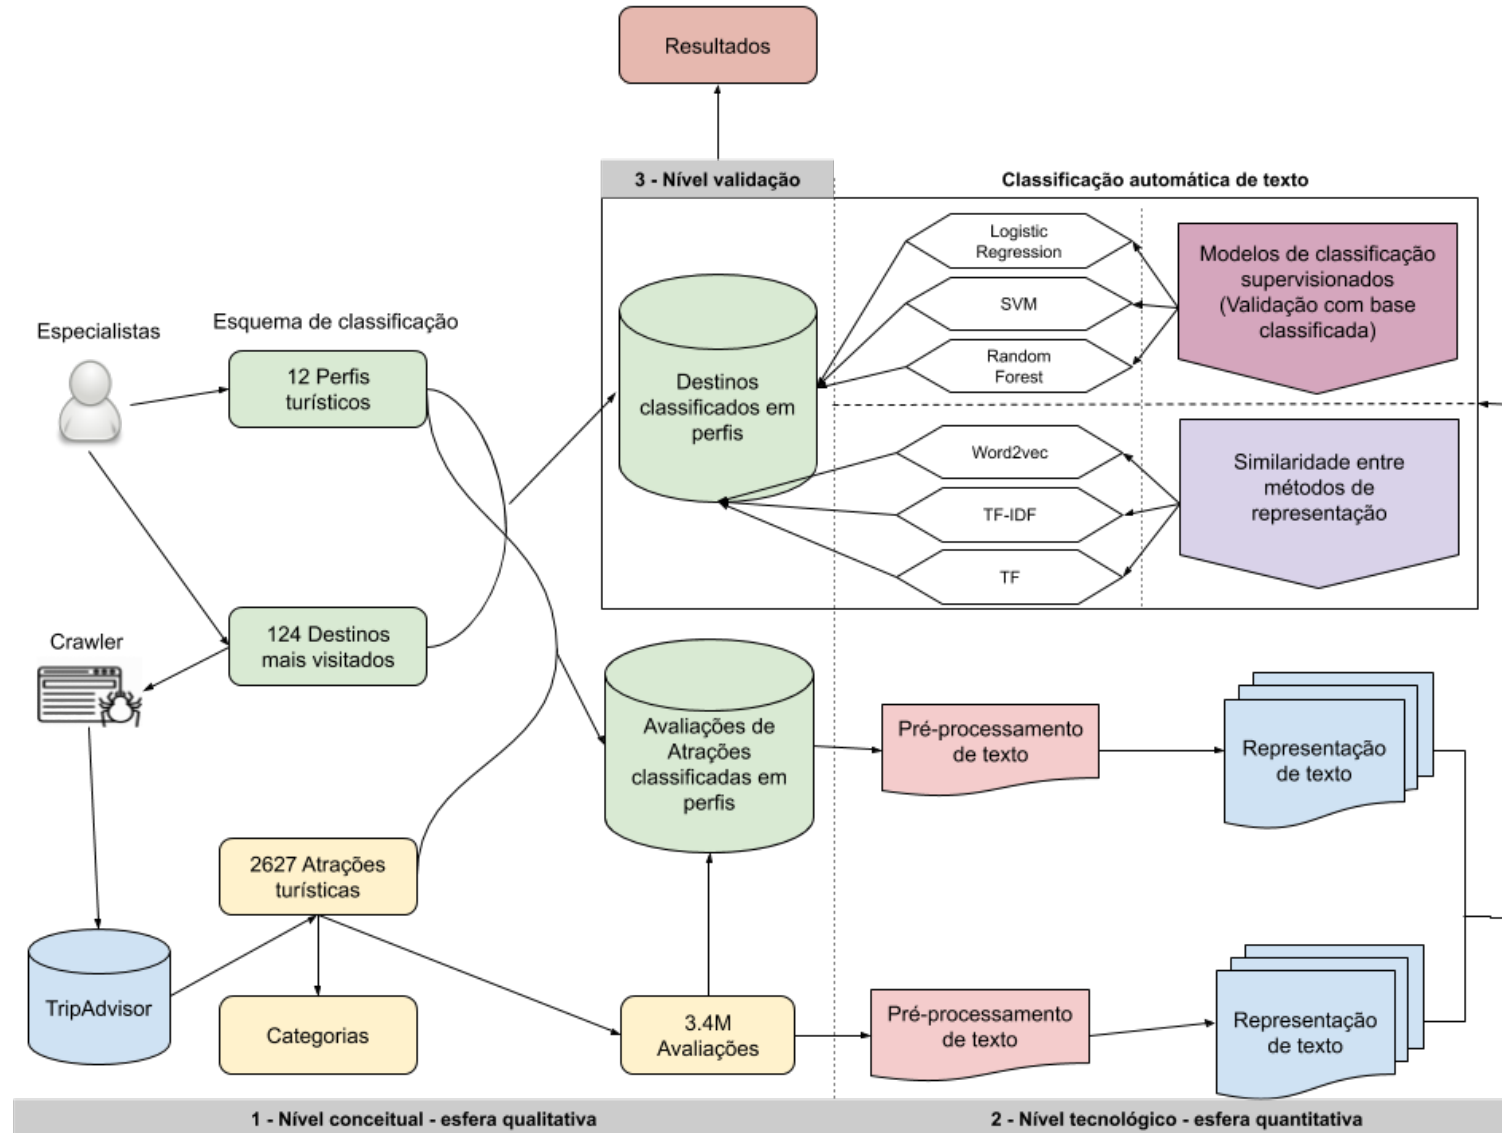 Resultados
3 - Nível validação
Classificação automática de texto
Logistic
Regression
SVM
Random
Forest
Modelos de classificação
supervisionados
(Validação com base
classificada)
Destinos
classificados em
perfis
Especialistas
Esquema de classificação
12 Perfis
turísticos
Word2vec
TF-IDF
TF
Similaridade entre
métodos de
representação
Crawler
124 Destinos
mais visitados
Avaliações de
Atrações
classificadas em
perfis
Pré-processamento
de texto
Representação
de texto
2627 Atrações
turísticas
TripAdvisor
Categorias
3.4M
Avaliações
Pré-processamento
de texto
Representação
de texto
1 - Nível conceitual - esfera qualitativa
2 - Nível tecnológico - esfera quantitativa